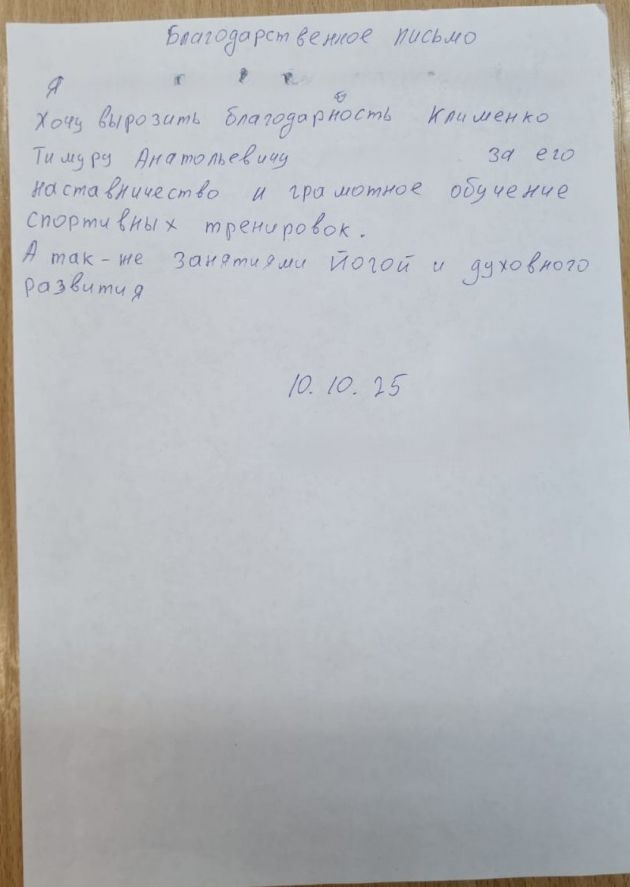 Благодарственное письмо
Я
Хочу вырозить благодарность Клименко
Тимуру Анатольевичу за его
наставничество и грамотное обучение
спортивных тренировок.
А так-же занятиями йогой и духовного
развития
10.10.25